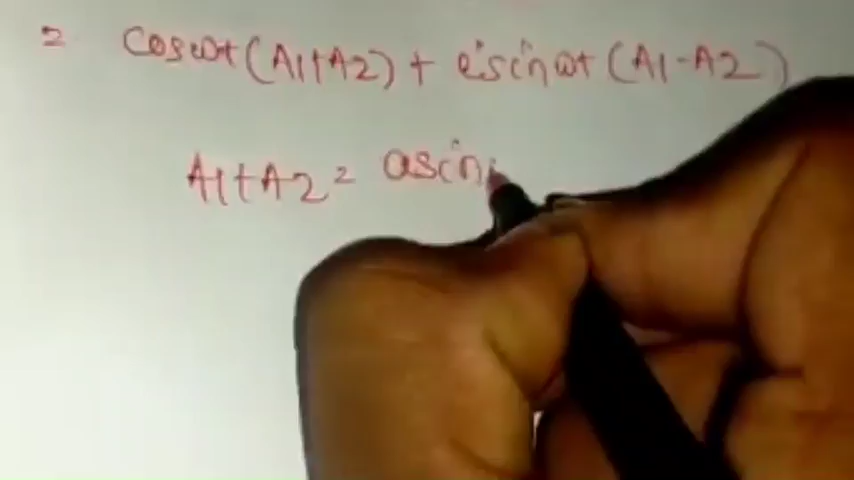 = cosωt (A1+A2) + i sinωt (A1-A2)
A1+A2 = asin